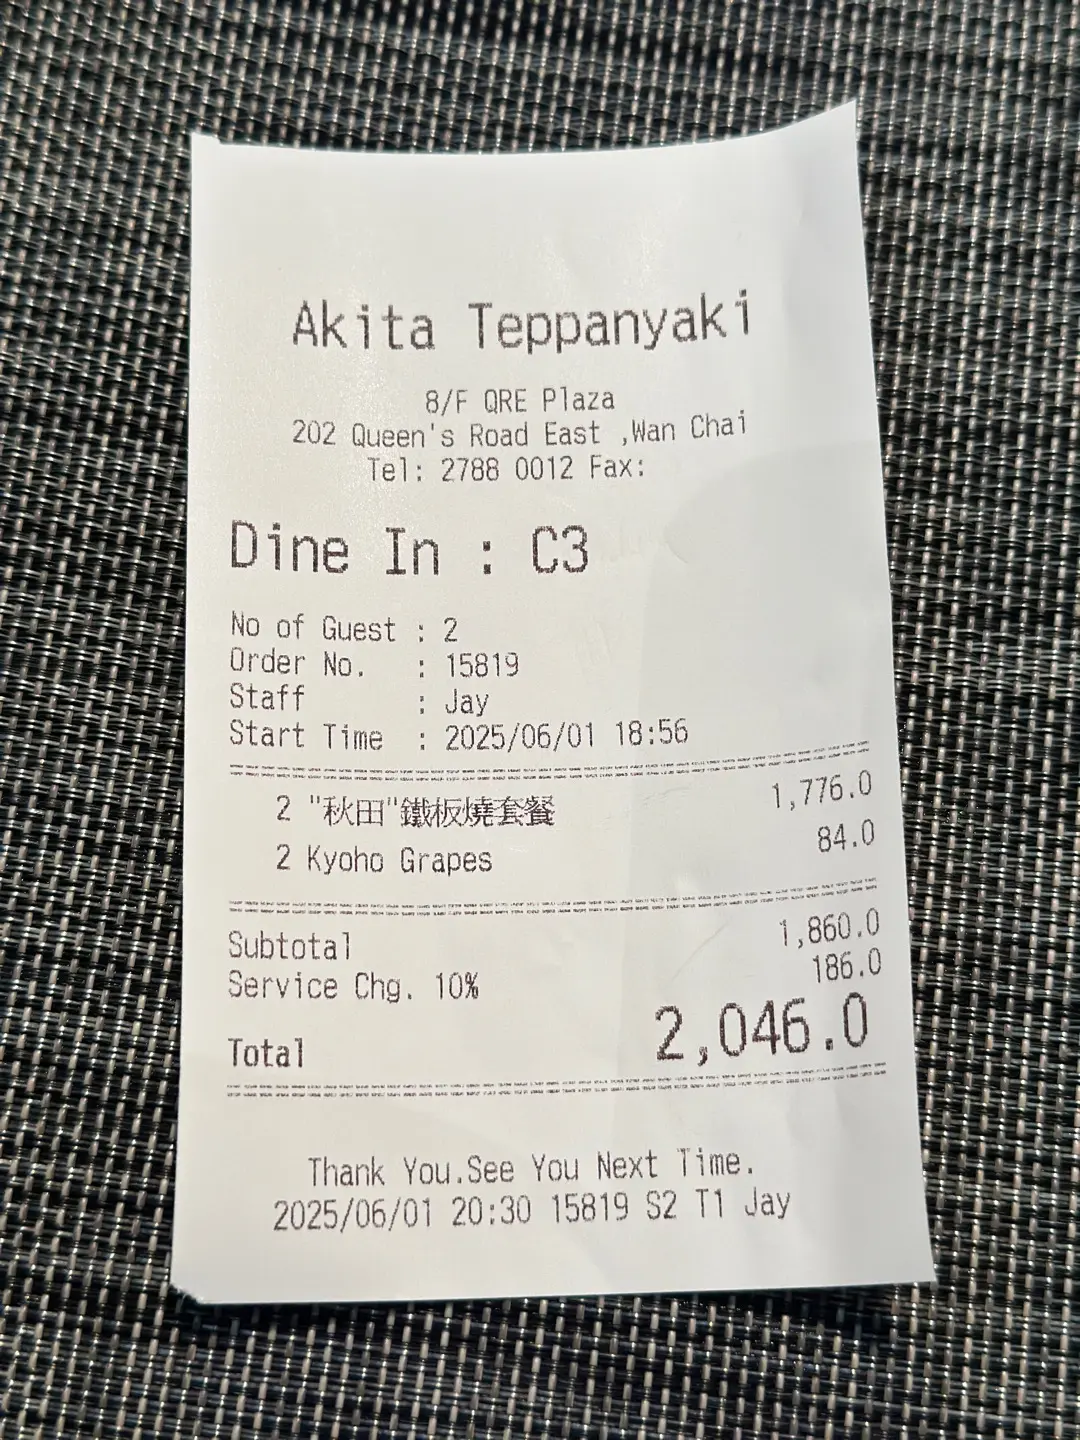 Akita Teppanyaki
8/F QRE Plaza
202 Queen's Road East ,Wan Chai
Tel: 2788 0012 Fax:
Dine In : C3
No of Guest : 2
Order No. : 15819
Staff : Jay
Start Time : 2025/06/01 18:56
2 "秋田"鐵板燒套餐 1,776.0
2 Kyoho Grapes 84.0
Subtotal 1,860.0
Service Chg. 10% 186.0
Total 2,046.0
Thank You.See You Next Time.
2025/06/01 20:30 15819 S2 T1 Jay